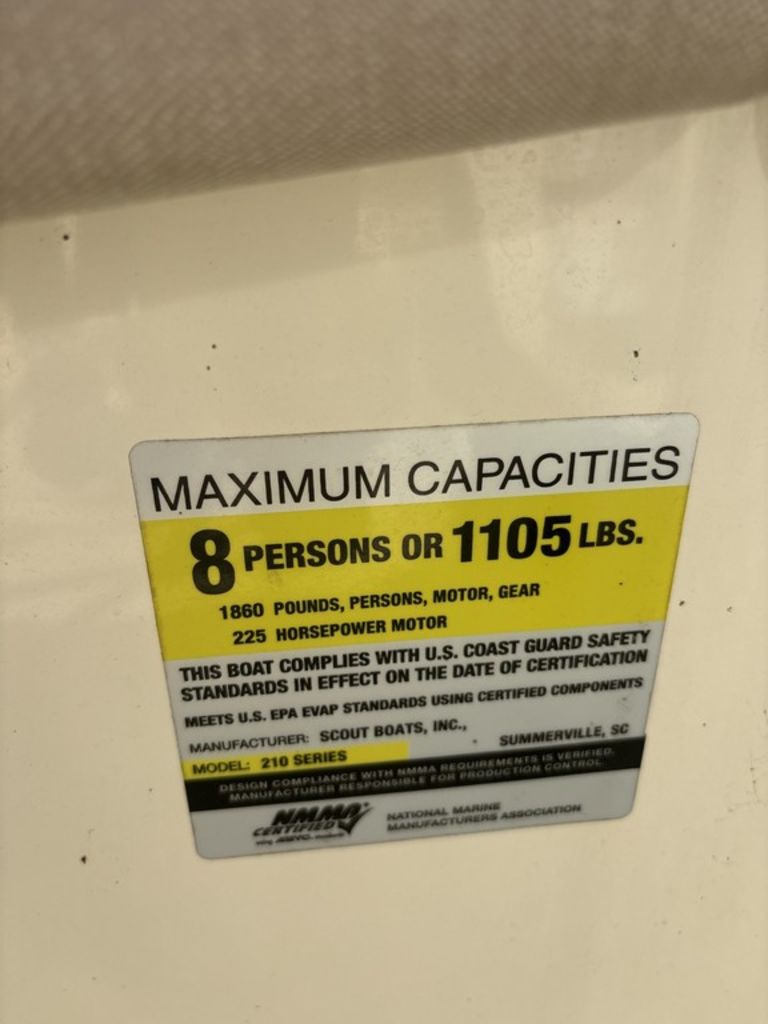 MAXIMUM CAPACITIES
8 PERSONS OR 1105 LBS.
1860 POUNDS, PERSONS, MOTOR, GEAR
225 HORSEPOWER MOTOR
THIS BOAT COMPLIES WITH U.S. COAST GUARD SAFETY
STANDARDS IN EFFECT ON THE DATE OF CERTIFICATION
MEETS U.S. EPA EVAP STANDARDS USING CERTIFIED COMPONENTS
MANUFACTURER: SCOUT BOATS, INC., SUMMERVILLE, SC
MODEL: 210 SERIES
DESIGN COMPLIANCE WITH NMMA REQUIREMENTS IS VERIFIED.
MANUFACTURER RESPONSIBLE FOR PRODUCTION CONTROL.
NMMA®
CERTIFIED
NATIONAL MARINE
MANUFACTURERS ASSOCIATION